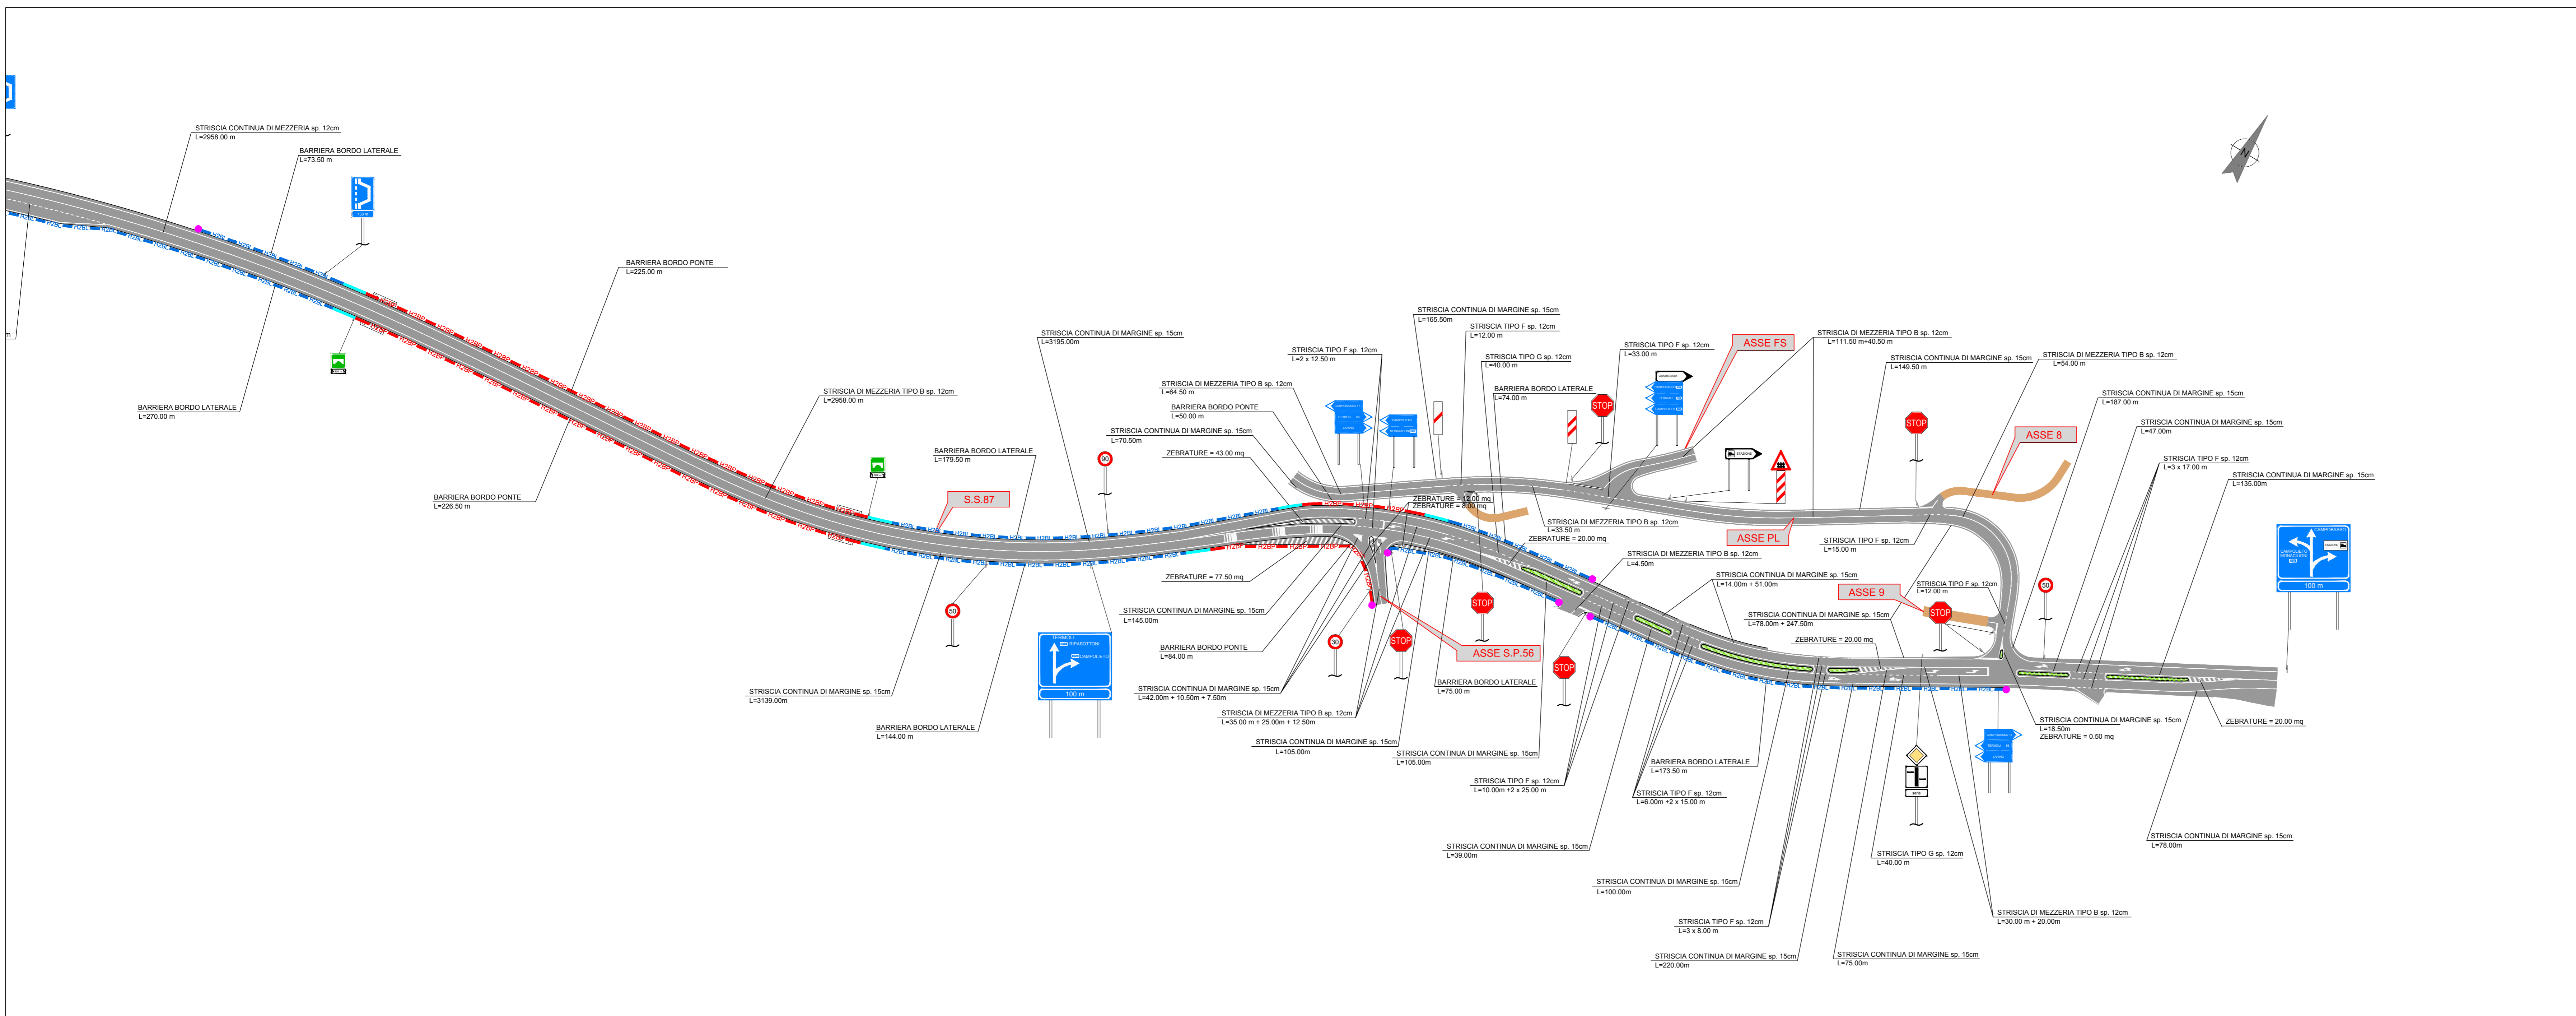 STRISCIA CONTINUA DI MEZZERIA sp. 12cm
L=2958.00 m
BARRIERA BORDO LATERALE
L=73.50 m
BARRIERA BORDO PONTE
L=225.00 m
BARRIERA BORDO LATERALE
L=270.00 m
BARRIERA BORDO PONTE
L=226.50 m
STRISCIA DI MEZZERIA TIPO B sp. 12cm
L=2958.00 m
STRISCIA CONTINUA DI MARGINE sp. 15cm
L=3195.00m
BARRIERA BORDO LATERALE
L=179.50 m
S.S.87
90
50
STRISCIA CONTINUA DI MARGINE sp. 15cm
L=3139.00m
BARRIERA BORDO LATERALE
L=144.00 m
TERMOLI
RIPABOTTONI
CAMPOLIETO
100 m
STRISCIA TIPO F sp. 12cm
L=2 x 12.50 m
STRISCIA DI MEZZERIA TIPO B sp. 12cm
L=64.50 m
BARRIERA BORDO PONTE
L=50.00 m
STRISCIA CONTINUA DI MARGINE sp. 15cm
L=70.50m
ZEBRATURE = 43.00 mq
ZEBRATURE = 77.50 mq
STRISCIA CONTINUA DI MARGINE sp. 15cm
L=145.00m
BARRIERA BORDO PONTE
L=84.00 m
STRISCIA CONTINUA DI MARGINE sp. 15cm
L=42.00m + 10.50m + 7.50m
STRISCIA DI MEZZERIA TIPO B sp. 12cm
L=35.00 m + 25.00m + 12.50m
STRISCIA CONTINUA DI MARGINE sp. 15cm
L=105.00m
STRISCIA CONTINUA DI MARGINE sp. 15cm
L=165.50m
STRISCIA TIPO F sp. 12cm
L=12.00 m
STRISCIA TIPO G sp. 12cm
L=40.00 m
BARRIERA BORDO LATERALE
L=74.00 m
STOP
STRISCIA TIPO F sp. 12cm
L=33.00 m
ASSE FS
STAZIONE
STRISCIA DI MEZZERIA TIPO B sp. 12cm
L=111.50 m+40.50 m
STRISCIA CONTINUA DI MARGINE sp. 15cm
L=149.50 m
STRISCIA DI MEZZERIA TIPO B sp. 12cm
L=54.00 m
STRISCIA CONTINUA DI MARGINE sp. 15cm
L=187.00 m
STRISCIA CONTINUA DI MARGINE sp. 15cm
L=47.00m
STRISCIA TIPO F sp. 12cm
L=3 x 17.00 m
STRISCIA CONTINUA DI MARGINE sp. 15cm
L=135.00m
STOP
ASSE 8
ZEBRATURE = 12.00 mq
ZEBRATURE = 8.00 mq
STRISCIA DI MEZZERIA TIPO B sp. 12cm
L=33.50 m
ZEBRATURE = 20.00 mq
ASSE PL
STRISCIA TIPO F sp. 12cm
L=15.00 m
STRISCIA DI MEZZERIA TIPO B sp. 12cm
L=4.50m
STRISCIA CONTINUA DI MARGINE sp. 15cm
L=14.00m + 51.00m
ASSE 9
STRISCIA TIPO F sp. 12cm
L=12.00 m
STOP
50
STRISCIA CONTINUA DI MARGINE sp. 15cm
L=78.00m + 247.50m
ZEBRATURE = 20.00 mq
CAMPOBASSO
CAMPOLIETO
MONACILIONI
STAZIONE
100 m
30
STOP
STOP
STOP
ASSE S.P.56
BARRIERA BORDO LATERALE
L=75.00 m
STRISCIA CONTINUA DI MARGINE sp. 15cm
L=105.00m
STRISCIA TIPO F sp. 12cm
L=10.00m +2 x 25.00 m
BARRIERA BORDO LATERALE
L=173.50 m
STRISCIA TIPO F sp. 12cm
L=6.00m +2 x 15.00 m
STRISCIA CONTINUA DI MARGINE sp. 15cm
L=39.00m
STRISCIA CONTINUA DI MARGINE sp. 15cm
L=100.00m
STRISCIA TIPO F sp. 12cm
L=3 x 8.00 m
STRISCIA CONTINUA DI MARGINE sp. 15cm
L=220.00m
STRISCIA CONTINUA DI MARGINE sp. 15cm
L=75.00m
STRISCIA TIPO G sp. 12cm
L=40.00 m
STRISCIA DI MEZZERIA TIPO B sp. 12cm
L=30.00 m + 20.00m
STRISCIA CONTINUA DI MARGINE sp. 15cm
L=18.50m
ZEBRATURE = 0.50 mq
ZEBRATURE = 20.00 mq
STRISCIA CONTINUA DI MARGINE sp. 15cm
L=78.00m
N